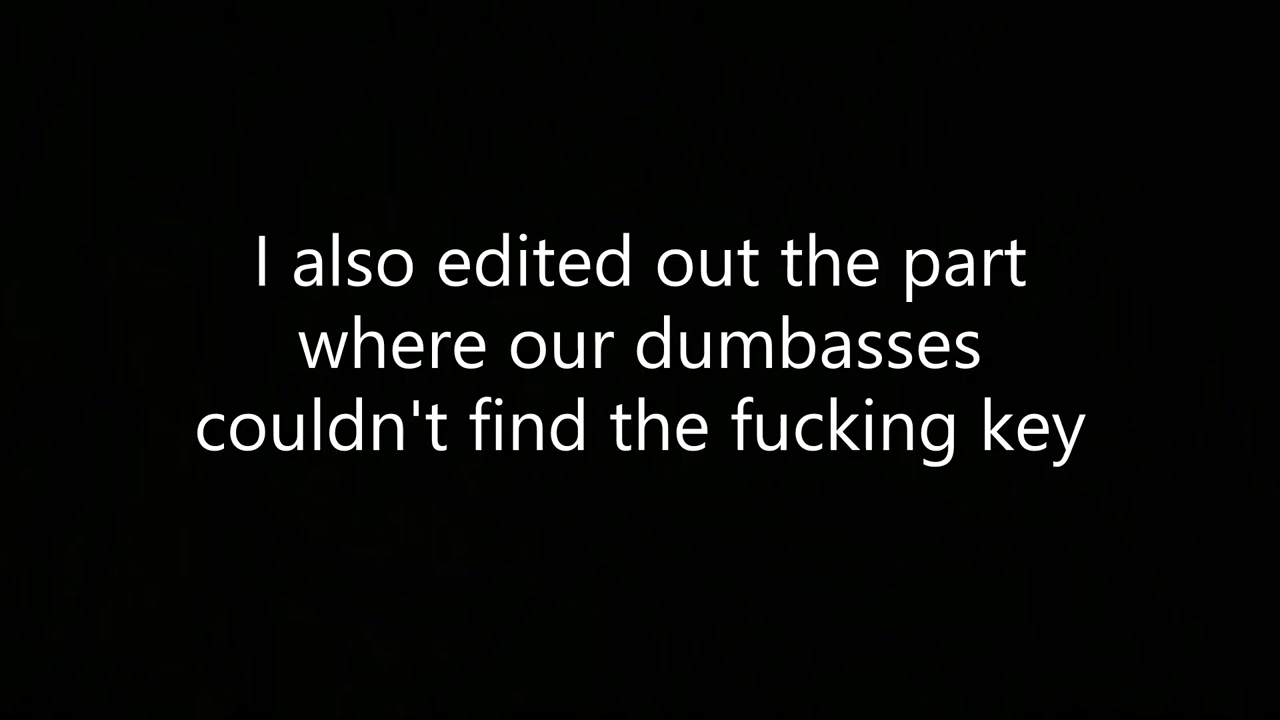 I also edited out the part
where our dumbasses
couldn't find the fucking key